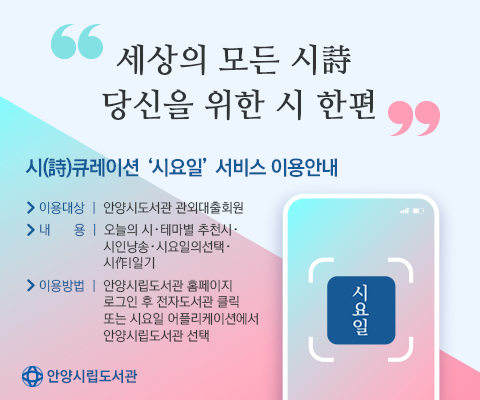 “
세상의 모든 시詩
당신을 위한 시 한편
”
시(詩)큐레이션 ‘시요일’ 서비스 이용안내
이용대상 | 안양시도서관 관외대출회원
내 용 | 오늘의 시·테마별 추천시·
시인낭송·시요일의선택·
시作일기
이용방법 | 안양시립도서관 홈페이지
로그인 후 전자도서관 클릭
또는 시요일 어플리케이션에서
안양시립도서관 선택
시요일
안양시립도서관